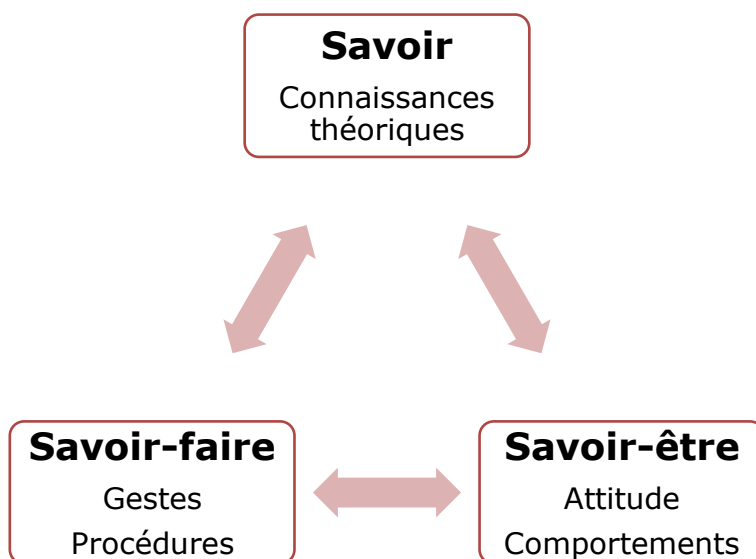 Savoir
Connaissances
théoriques
Savoir-faire
Gestes
Procédures
Savoir-être
Attitude
Comportements